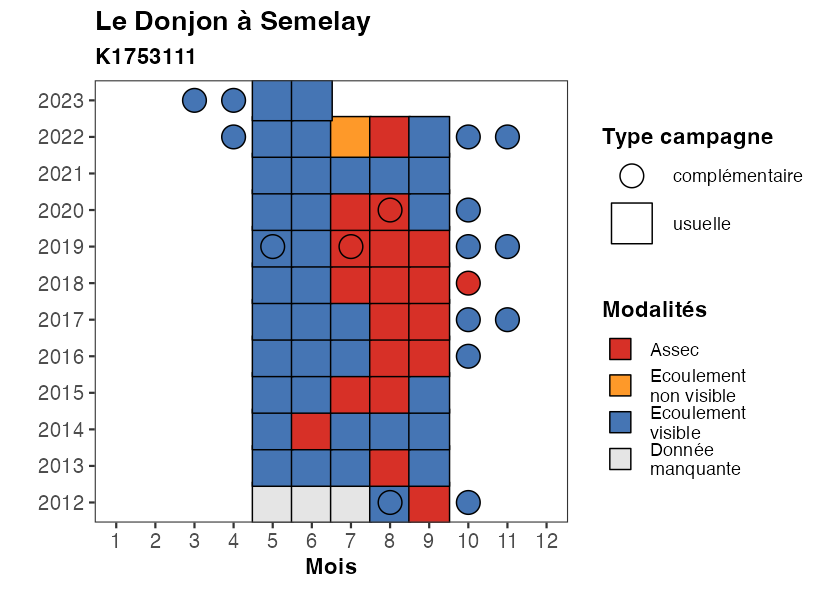 Le Donjon à Semelay
K1753111
2023
2022
2021
2020
2019
2018
2017
2016
2015
2014
2013
2012
1 2 3 4 5 6 7 8 9 10 11 12
Mois
Type campagne
complémentaire
usuelle
Modalités
Assec
Ecoulement
non visible
Ecoulement
visible
Donnée
manquante